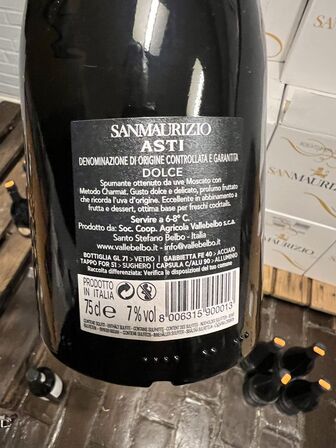 SANMAURIZIO
ASTI
DENOMINAZIONE DI ORIGINE CONTROLLATA E GARANTITA
DOLCE
Spumante ottenuto da uve Moscato con
Metodo Charmat. Gusto dolce e delicato, profumo fruttato
che ricorda l'uva d'origine. Eccellente in abbinamento a
frutta e dessert, ottima base per freschi cocktails.
Servire a 6-8° C.
Prodotto da: Soc. Coop. Agricola Vallebelbo s.c.a.
Santo Stefano Belbo - Italia
www.vallebelbo.it - info@vallebelbo.it
BOTTIGLIA GL 71 > VETRO | GABBIETTA FE 40 > ACCIAIO
TAPPO FOR 51 > SUGHERO | CAPSULA C/ALU 90 > ALLUMINIO
Raccolta differenziata: Verifica le disposizioni del suo comune
PRODOTTO
IN ITALIA
75 cl e 7% vol
8 006315 900013